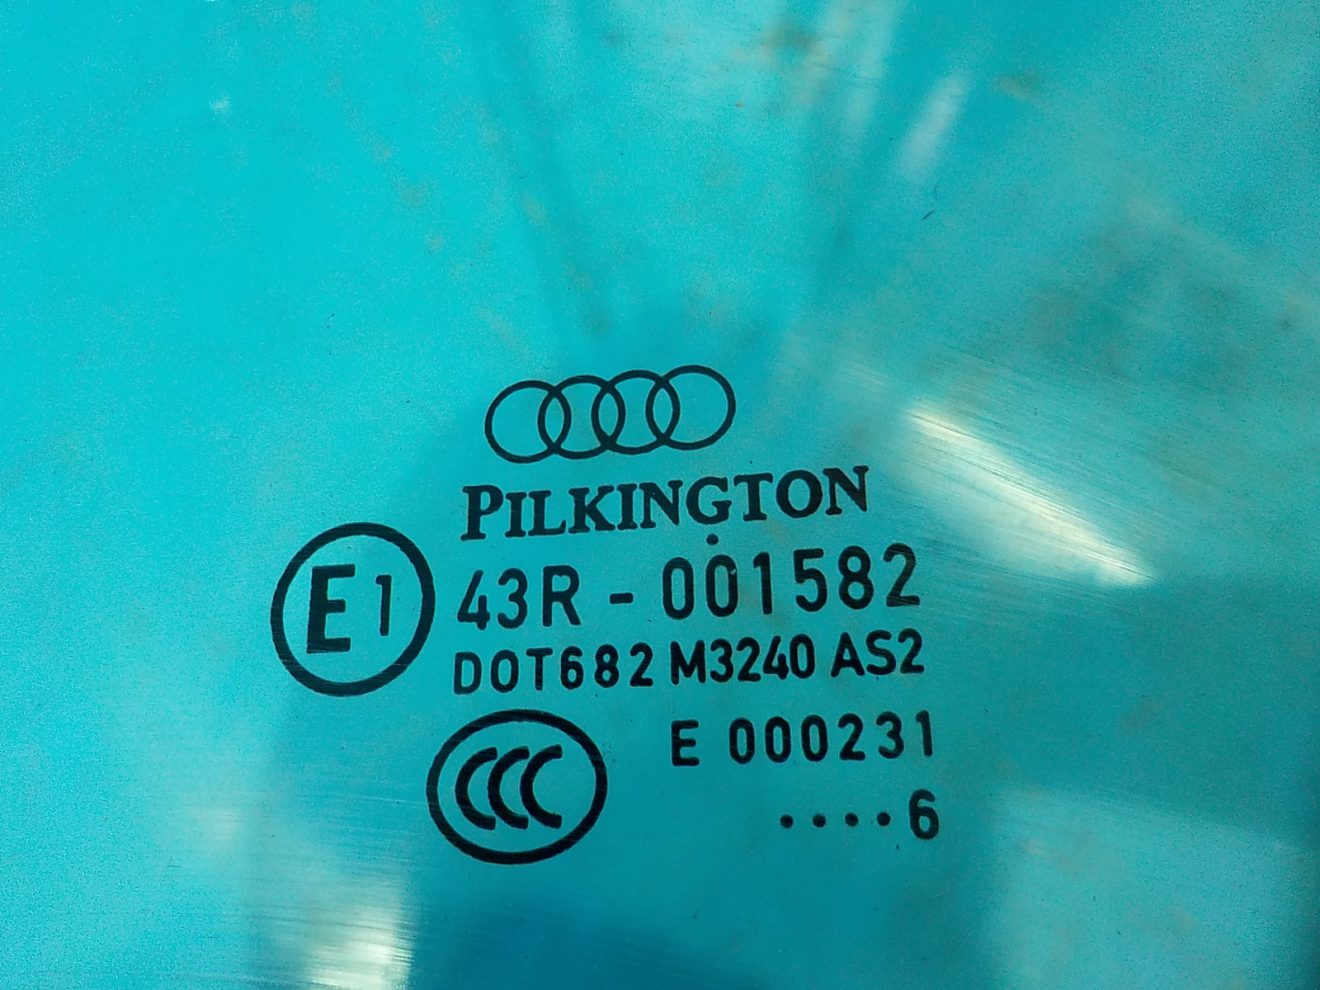 PILKINGTON
E1 43R - 001582
DOT682 M3240 AS2
CCC E 000231
····6